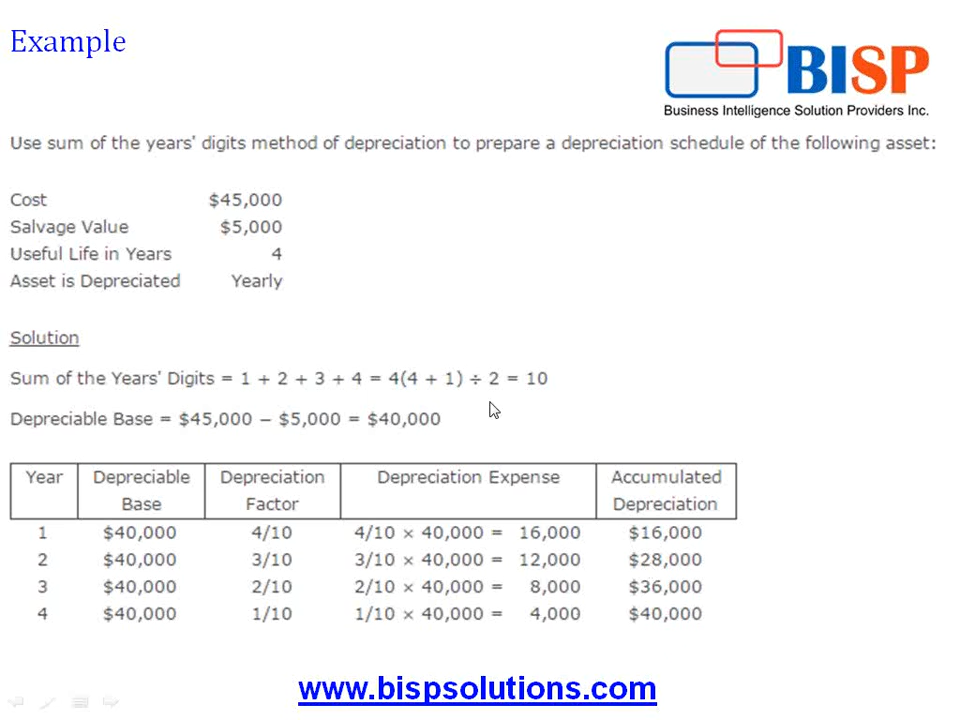 Example
BISP
Business Intelligence Solution Providers Inc.
Use sum of the years' digits method of depreciation to prepare a depreciation schedule of the following asset:
Cost $45,000
Salvage Value $5,000
Useful Life in Years 4
Asset is Depreciated Yearly
Solution
Sum of the Years' Digits = 1 + 2 + 3 + 4 = 4(4 + 1) ÷ 2 = 10
Depreciable Base = $45,000 − $5,000 = $40,000
Year Depreciable Depreciation Depreciation Expense Accumulated
Base Factor Depreciation
1 $40,000 4/10 4/10 × 40,000 = 16,000 $16,000
2 $40,000 3/10 3/10 × 40,000 = 12,000 $28,000
3 $40,000 2/10 2/10 × 40,000 = 8,000 $36,000
4 $40,000 1/10 1/10 × 40,000 = 4,000 $40,000
www.bispsolutions.com